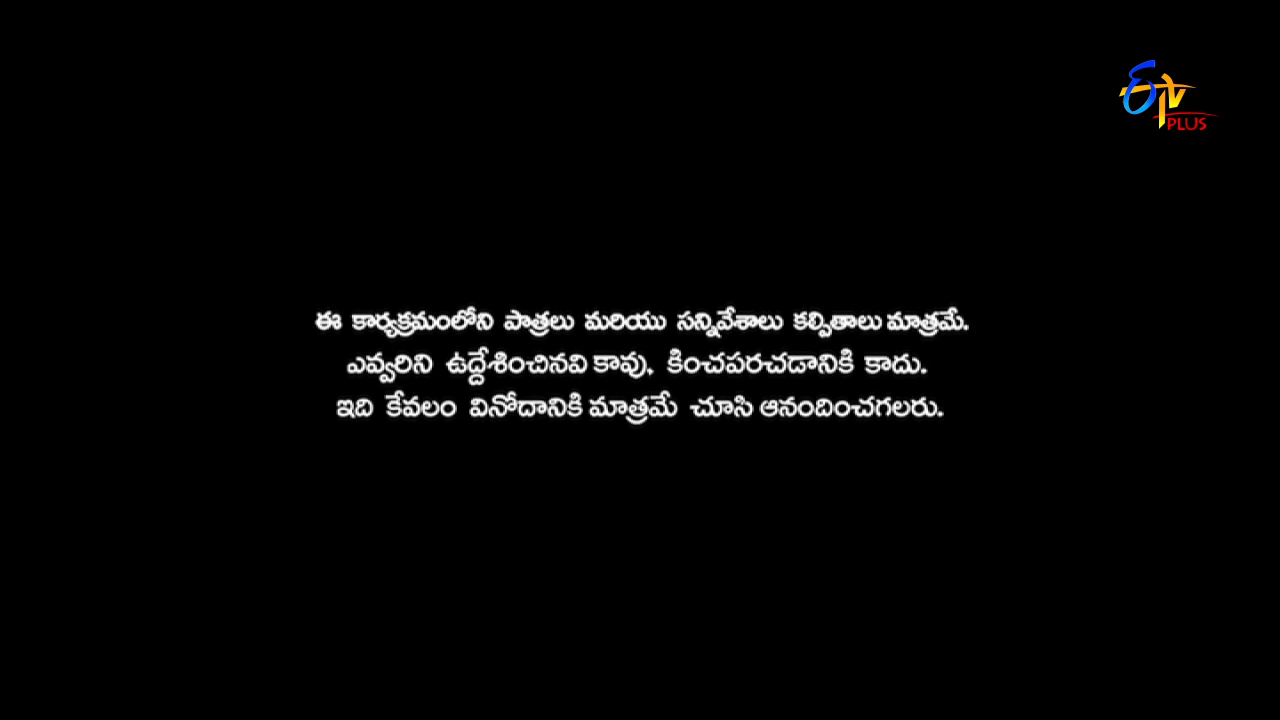 ETV
PLUS
ఈ కార్యక్రమంలోని పాత్రలు మరియు సన్నివేశాలు కల్పితాలు మాత్రమే.
ఎవ్వరిని ఉద్దేశించినవి కావు, కించపరచడానికి కాదు.
ఇది కేవలం వినోదానికి మాత్రమే చూసి ఆనందించగలరు.